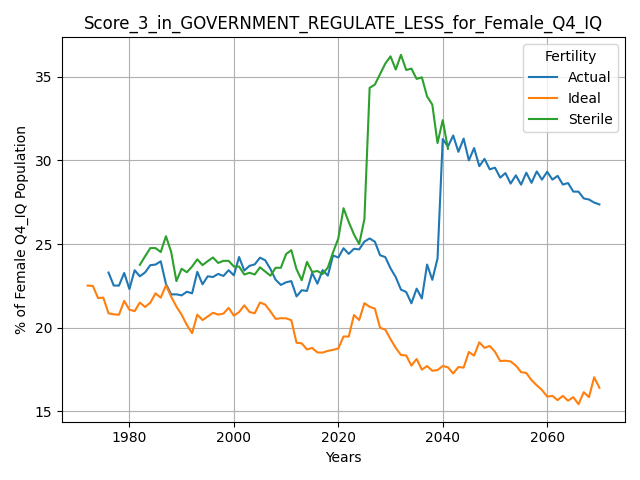 Score_3_in_GOVERNMENT_REGULATE_LESS_for_Female_Q4_IQ
Fertility
Actual
Ideal
Sterile
% of Female Q4_IQ Population
35
30
25
20
15
1980 2000 2020 2040 2060
Years